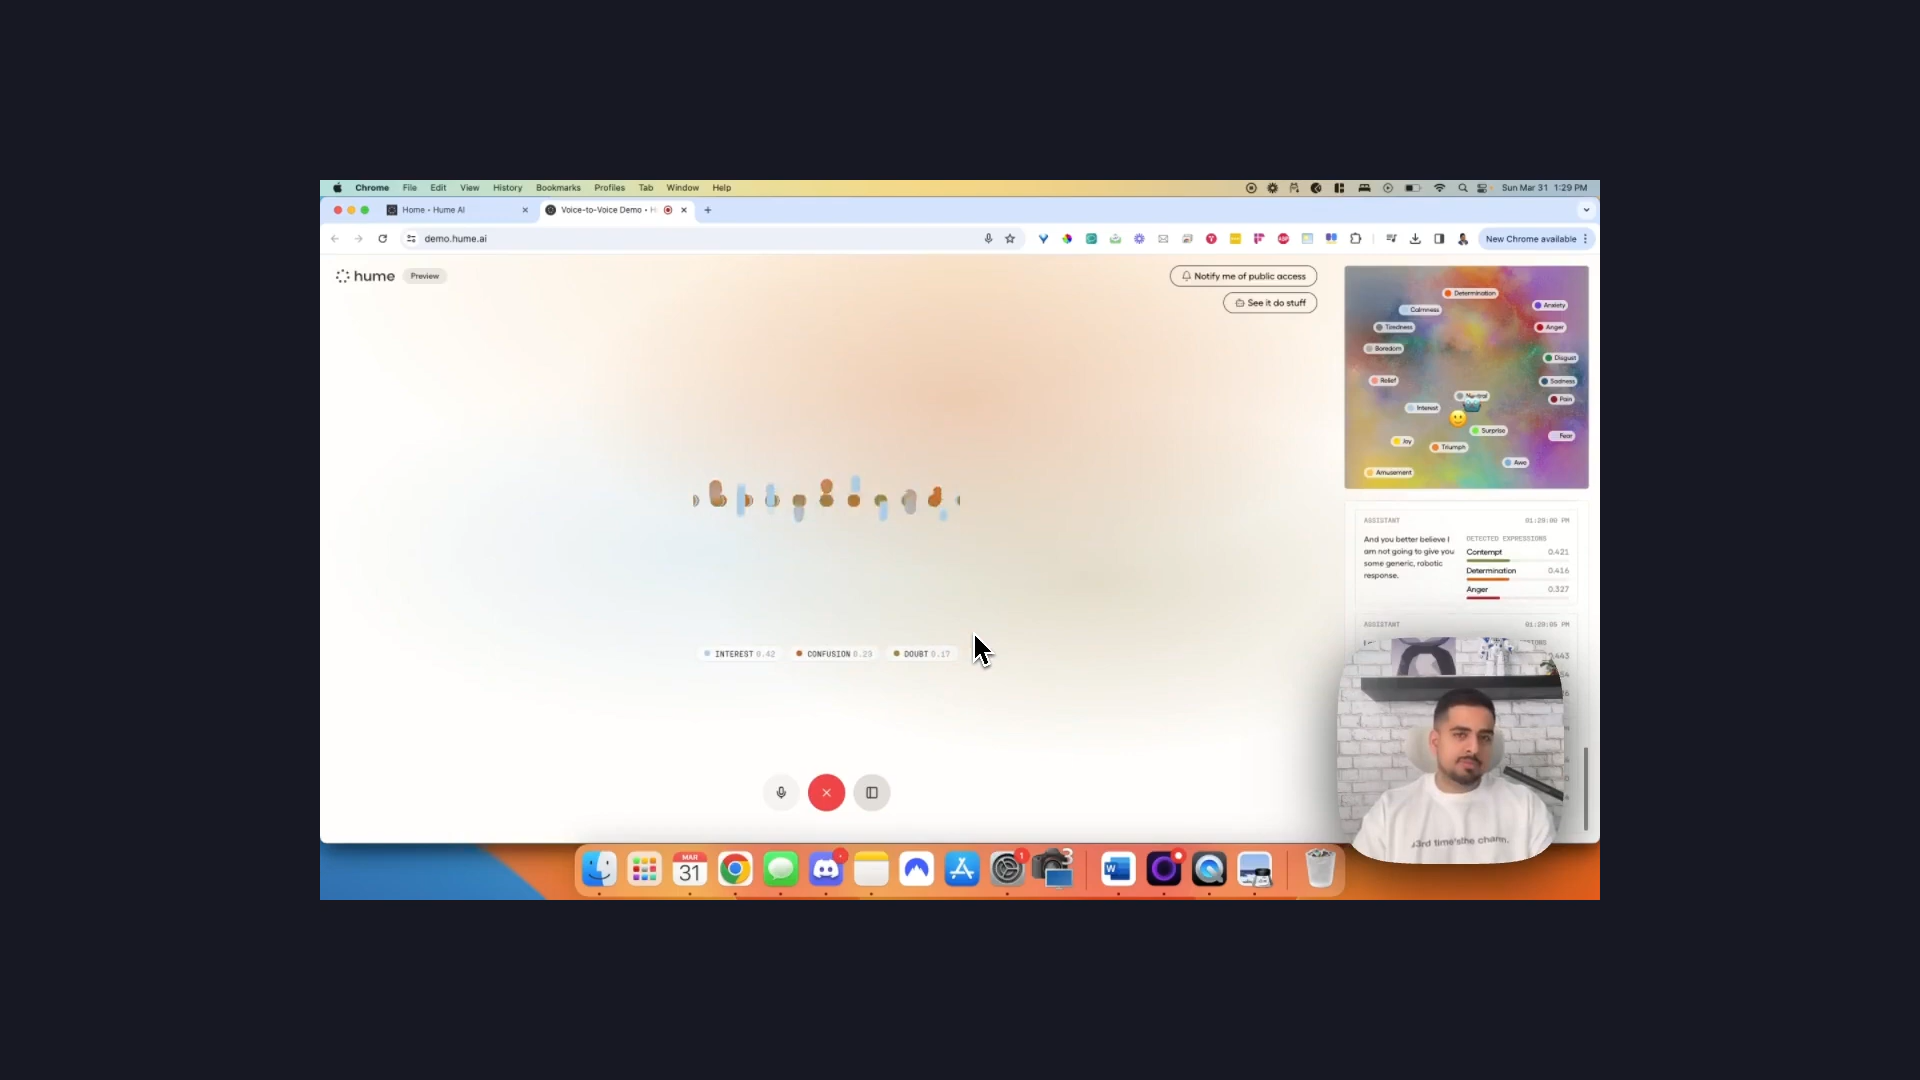 Chrome File Edit View History Bookmarks Profiles Tab Window Help
Sun Mar 31 1:29 PM
Home - Hume AI
Voice-to-Voice Demo • H
demo.hume.ai
New Chrome available
hume Preview
Notify me of public access
See it do stuff
Determination
Anxiety
Calmness
Tiredness
Anger
Boredom
Disgust
Relief
Sadness
Pain
Interest
Surprise
Fear
Joy
Triumph
Awe
Amusement
ASSISTANT
And you better believe I
am not going to give you
some generic, robotic
response.
DETECTED EXPRESSIONS
Contempt 0.421
Determination 0.416
Anger 0.327
ASSISTANT
INTEREST 0.42 CONFUSION 0.23 DOUBT 0.17
3rd time's the charm.
MAR
31
1
3
W